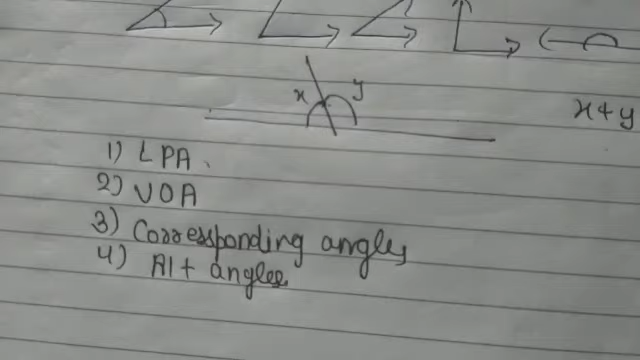 x y
x+y
1) LPA.
2) VOA
3) Corresponding angles
4) Alt angles